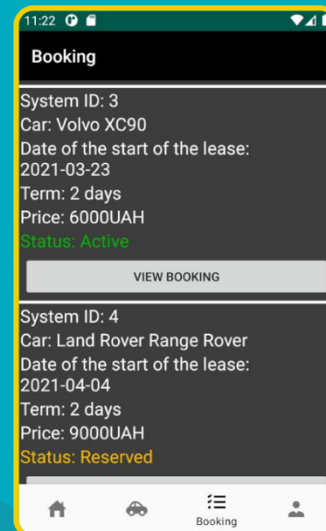 11:22
Booking
System ID: 3
Car: Volvo XC90
Date of the start of the lease:
2021-03-23
Term: 2 days
Price: 6000UAH
Status: Active
VIEW BOOKING
System ID: 4
Car: Land Rover Range Rover
Date of the start of the lease:
2021-04-04
Term: 2 days
Price: 9000UAH
Status: Reserved
Booking